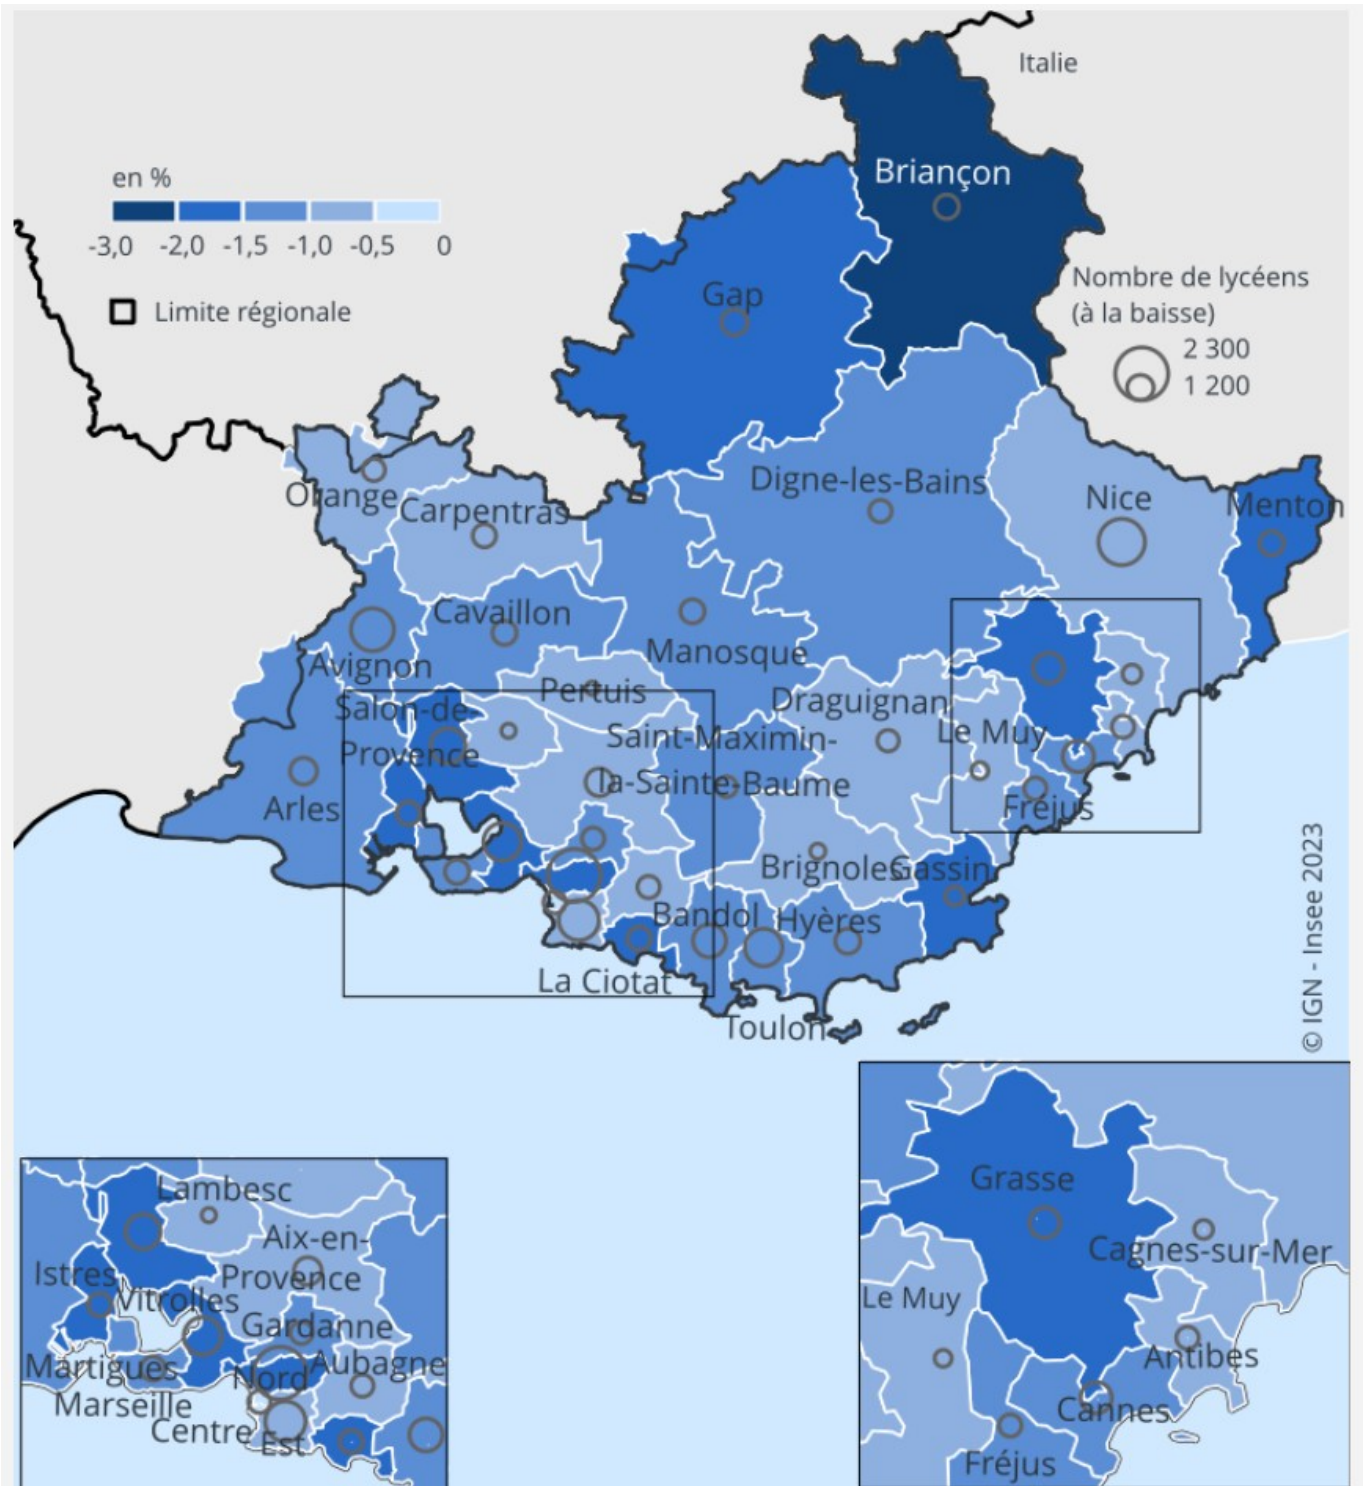 Italie
en %
-3,0 -2,0 -1,5 -1,0 -0,5 0
Limite régionale
Briançon
Nombre de lycéens
(à la baisse)
2 300
1 200
Gap
Orange
Carpentras
Digne-les-Bains
Nice
Menton
Cavaillon
Avignon
Manosque
Pertuis
Salon-de-
Provence
Draguignan
Saint-Maximin-
la-Sainte-Baume
Le Muy
Fréjus
Arles
Brignoles
Gassin
Bandol
Hyères
La Ciotat
Toulon
© IGN - Insee 2023
Lambesc
Aix-en-
Provence
Istres
Vitrolles
Gardanne
Martigues
Nord
Aubagne
Marseille
Centre
Est
Grasse
Cagnes-sur-Mer
Le Muy
Antibes
Cannes
Fréjus